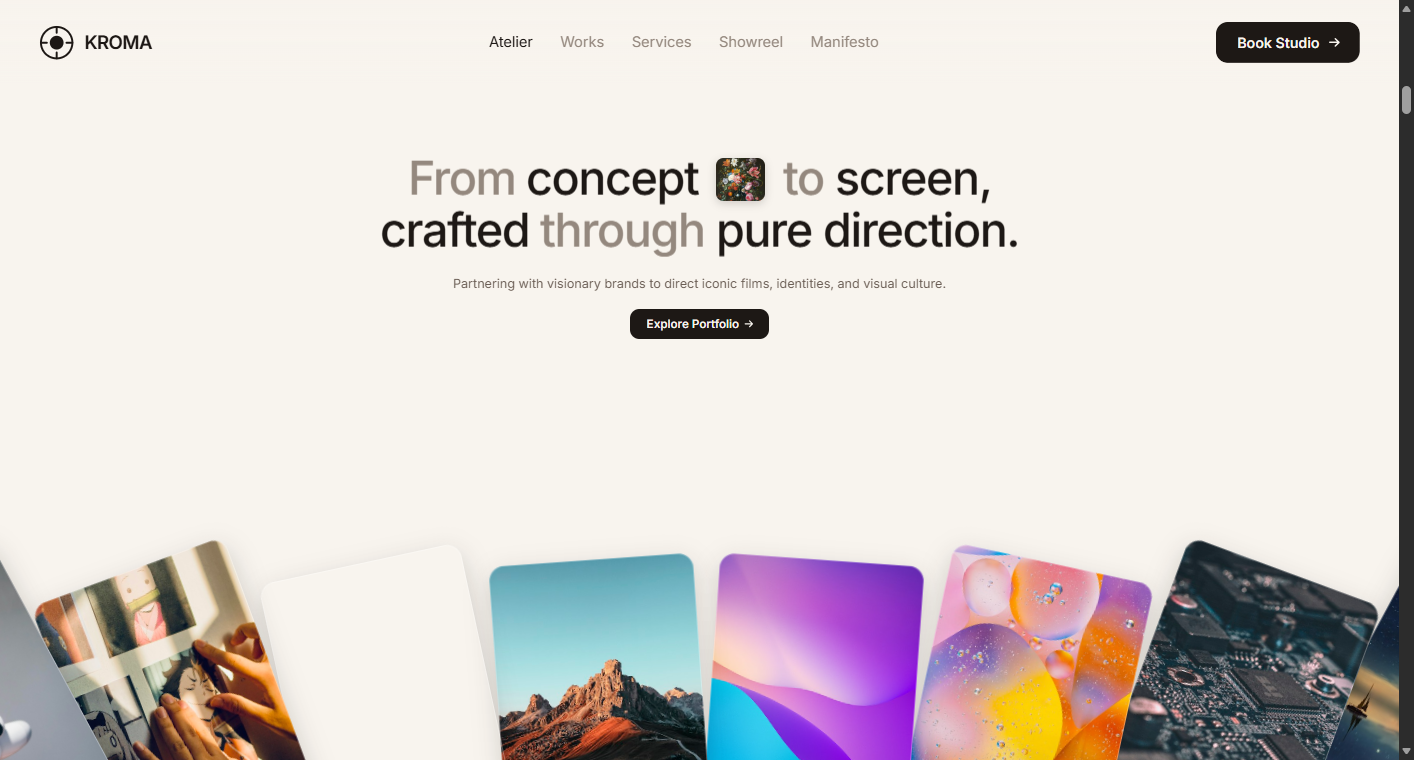 KROMA
Atelier Works Services Showreel Manifesto
Book Studio →
From concept to screen,
crafted through pure direction.
Partnering with visionary brands to direct iconic films, identities, and visual culture.
Explore Portfolio →